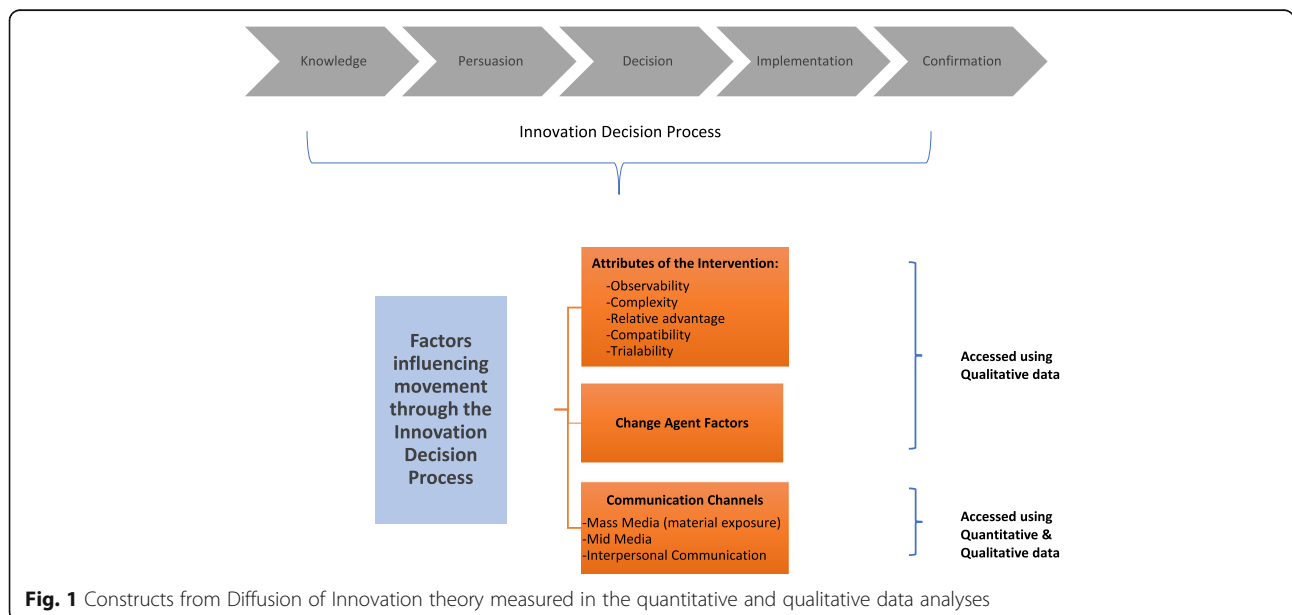 Knowledge
Persuasion
Decision
Implementation
Confirmation
Innovation Decision Process
Factors
influencing
movement
through the
Innovation
Decision
Process
Attributes of the Intervention:
-Observability
-Complexity
-Relative advantage
-Compatibility
-Trialability
Change Agent Factors
Communication Channels
-Mass Media (material exposure)
-Mid Media
-Interpersonal Communication
Accessed using
Qualitative data
Accessed using
Quantitative &
Qualitative data
Fig. 1 Constructs from Diffusion of Innovation theory measured in the quantitative and qualitative data analyses